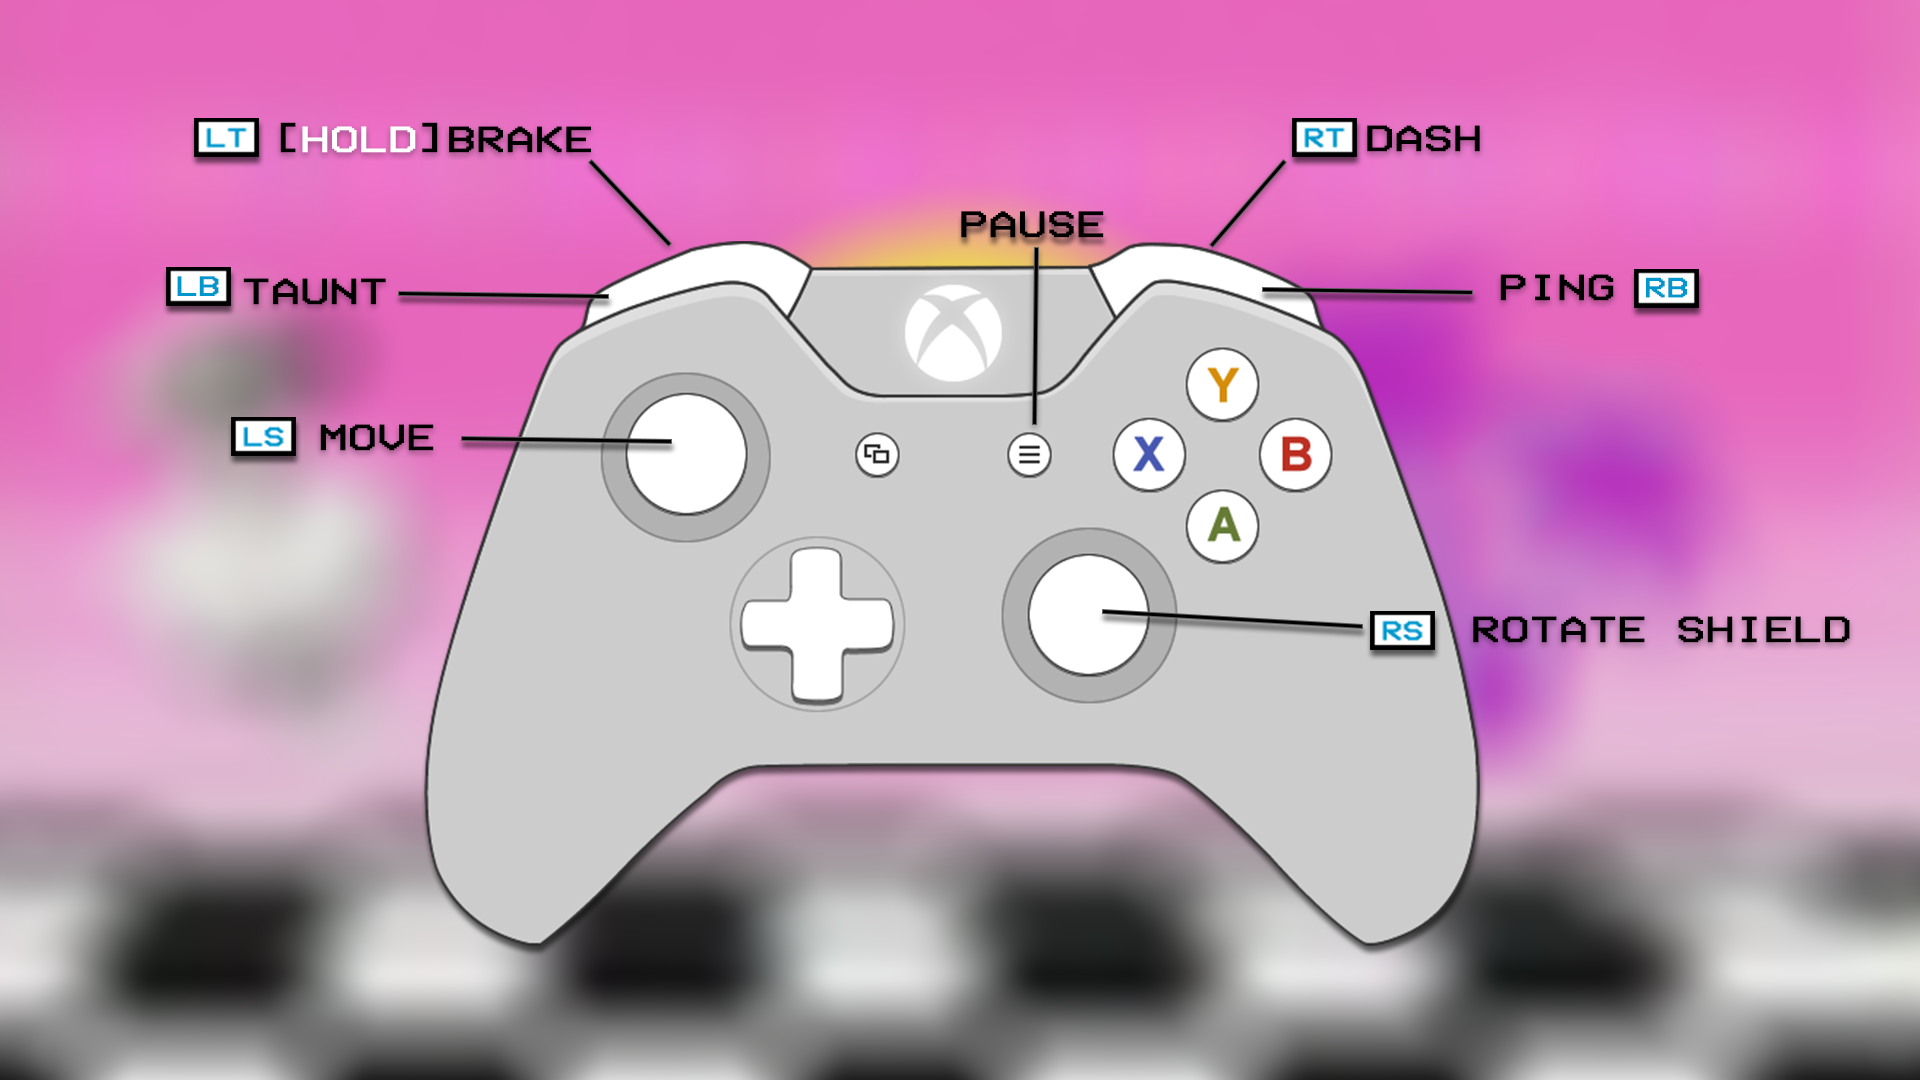 LT [HOLD]BRAKE
RT DASH
PAUSE
LB TAUNT
PING RB
Y
LS MOVE
X
B
A
RS ROTATE SHIELD